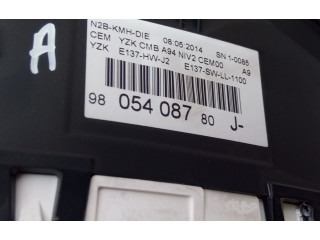 N2B-KMH-DIE 08.05.2014 SN 1-0085
CEM YZK CMB A94 NIV2 CEM00 A9
YZK E137-HW-J2 E137-SW-LL-1100
98 054 087 80 J-
A